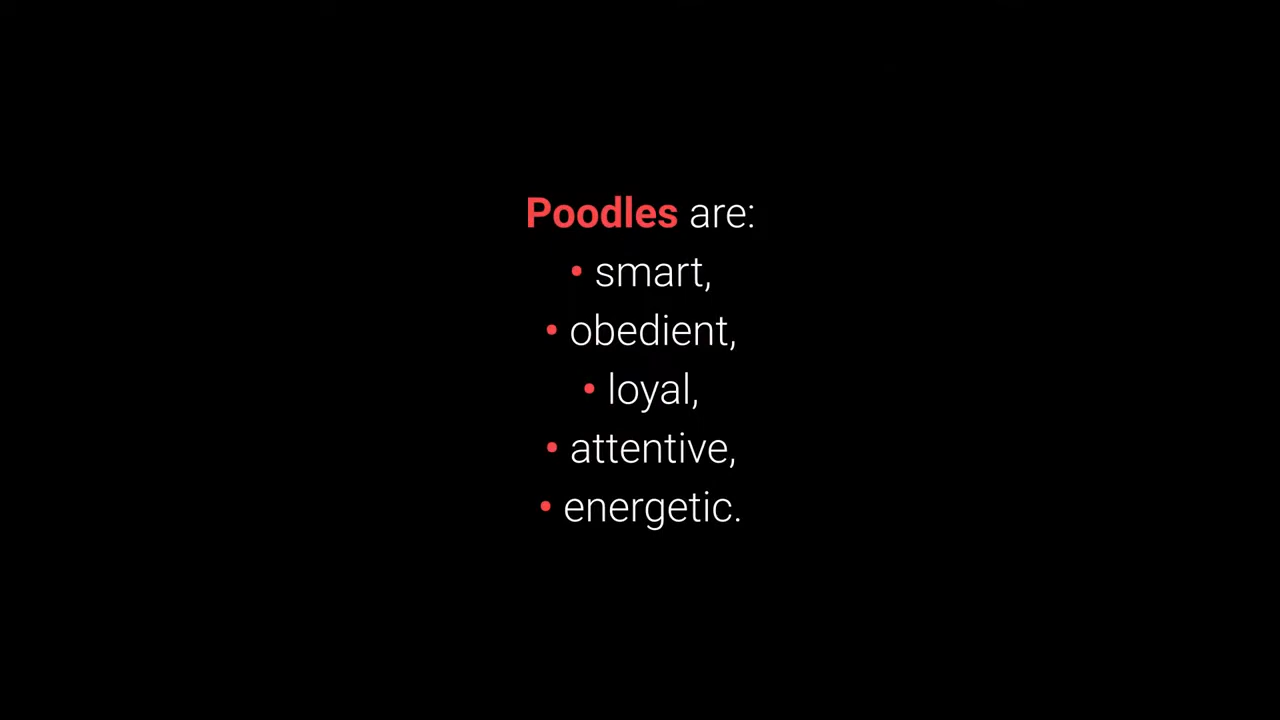 Poodles are:
• smart,
• obedient,
• loyal,
• attentive,
• energetic.